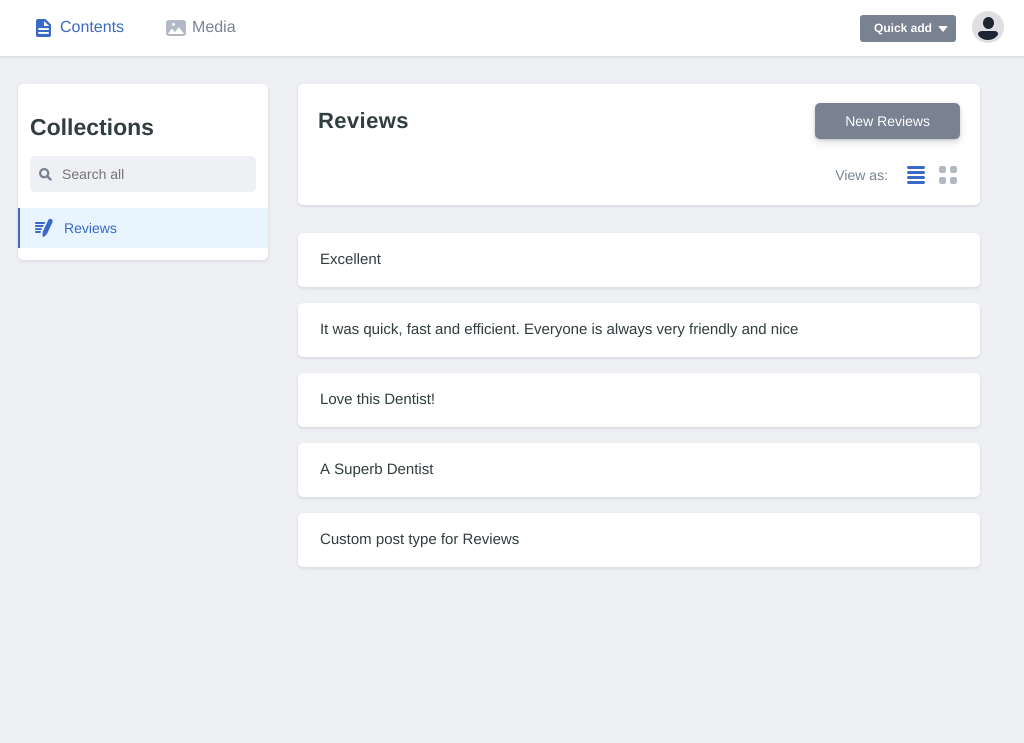 Contents
Media
Quick add
Collections
Search all
Reviews
Reviews
New Reviews
View as:
Excellent
It was quick, fast and efficient. Everyone is always very friendly and nice
Love this Dentist!
A Superb Dentist
Custom post type for Reviews